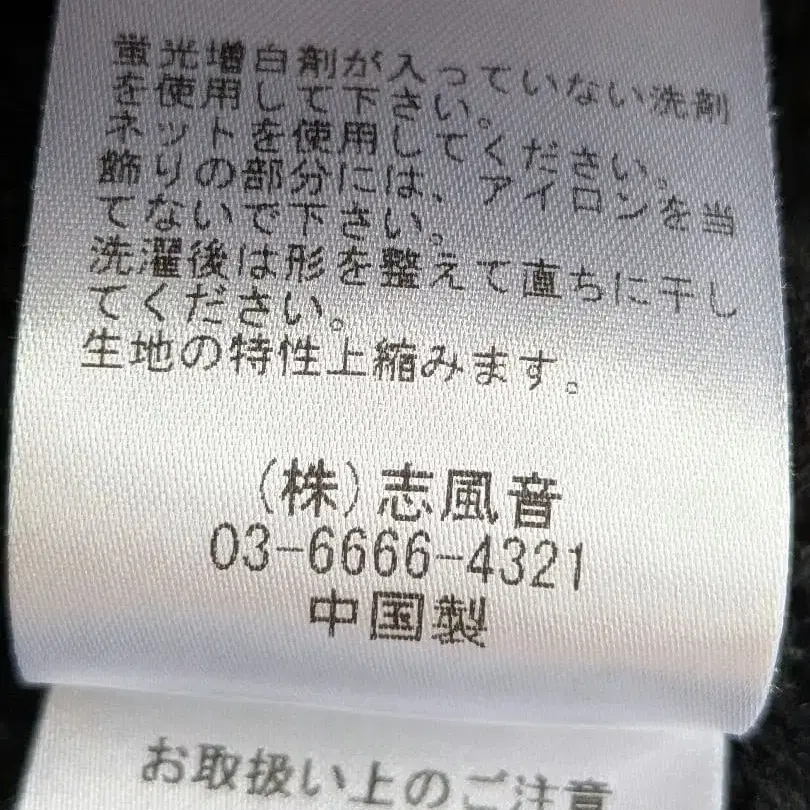 蛍光増白剤が入っていない洗剤
を使用して下さい。
ネットを使用してください。
飾りの部分には、アイロンを当
てないで下さい。
洗濯後は形を整えて直ちに干し
てください。
生地の特性上縮みます。
(株)志風音
03-6666-4321
中国製
お取扱い上のご注意